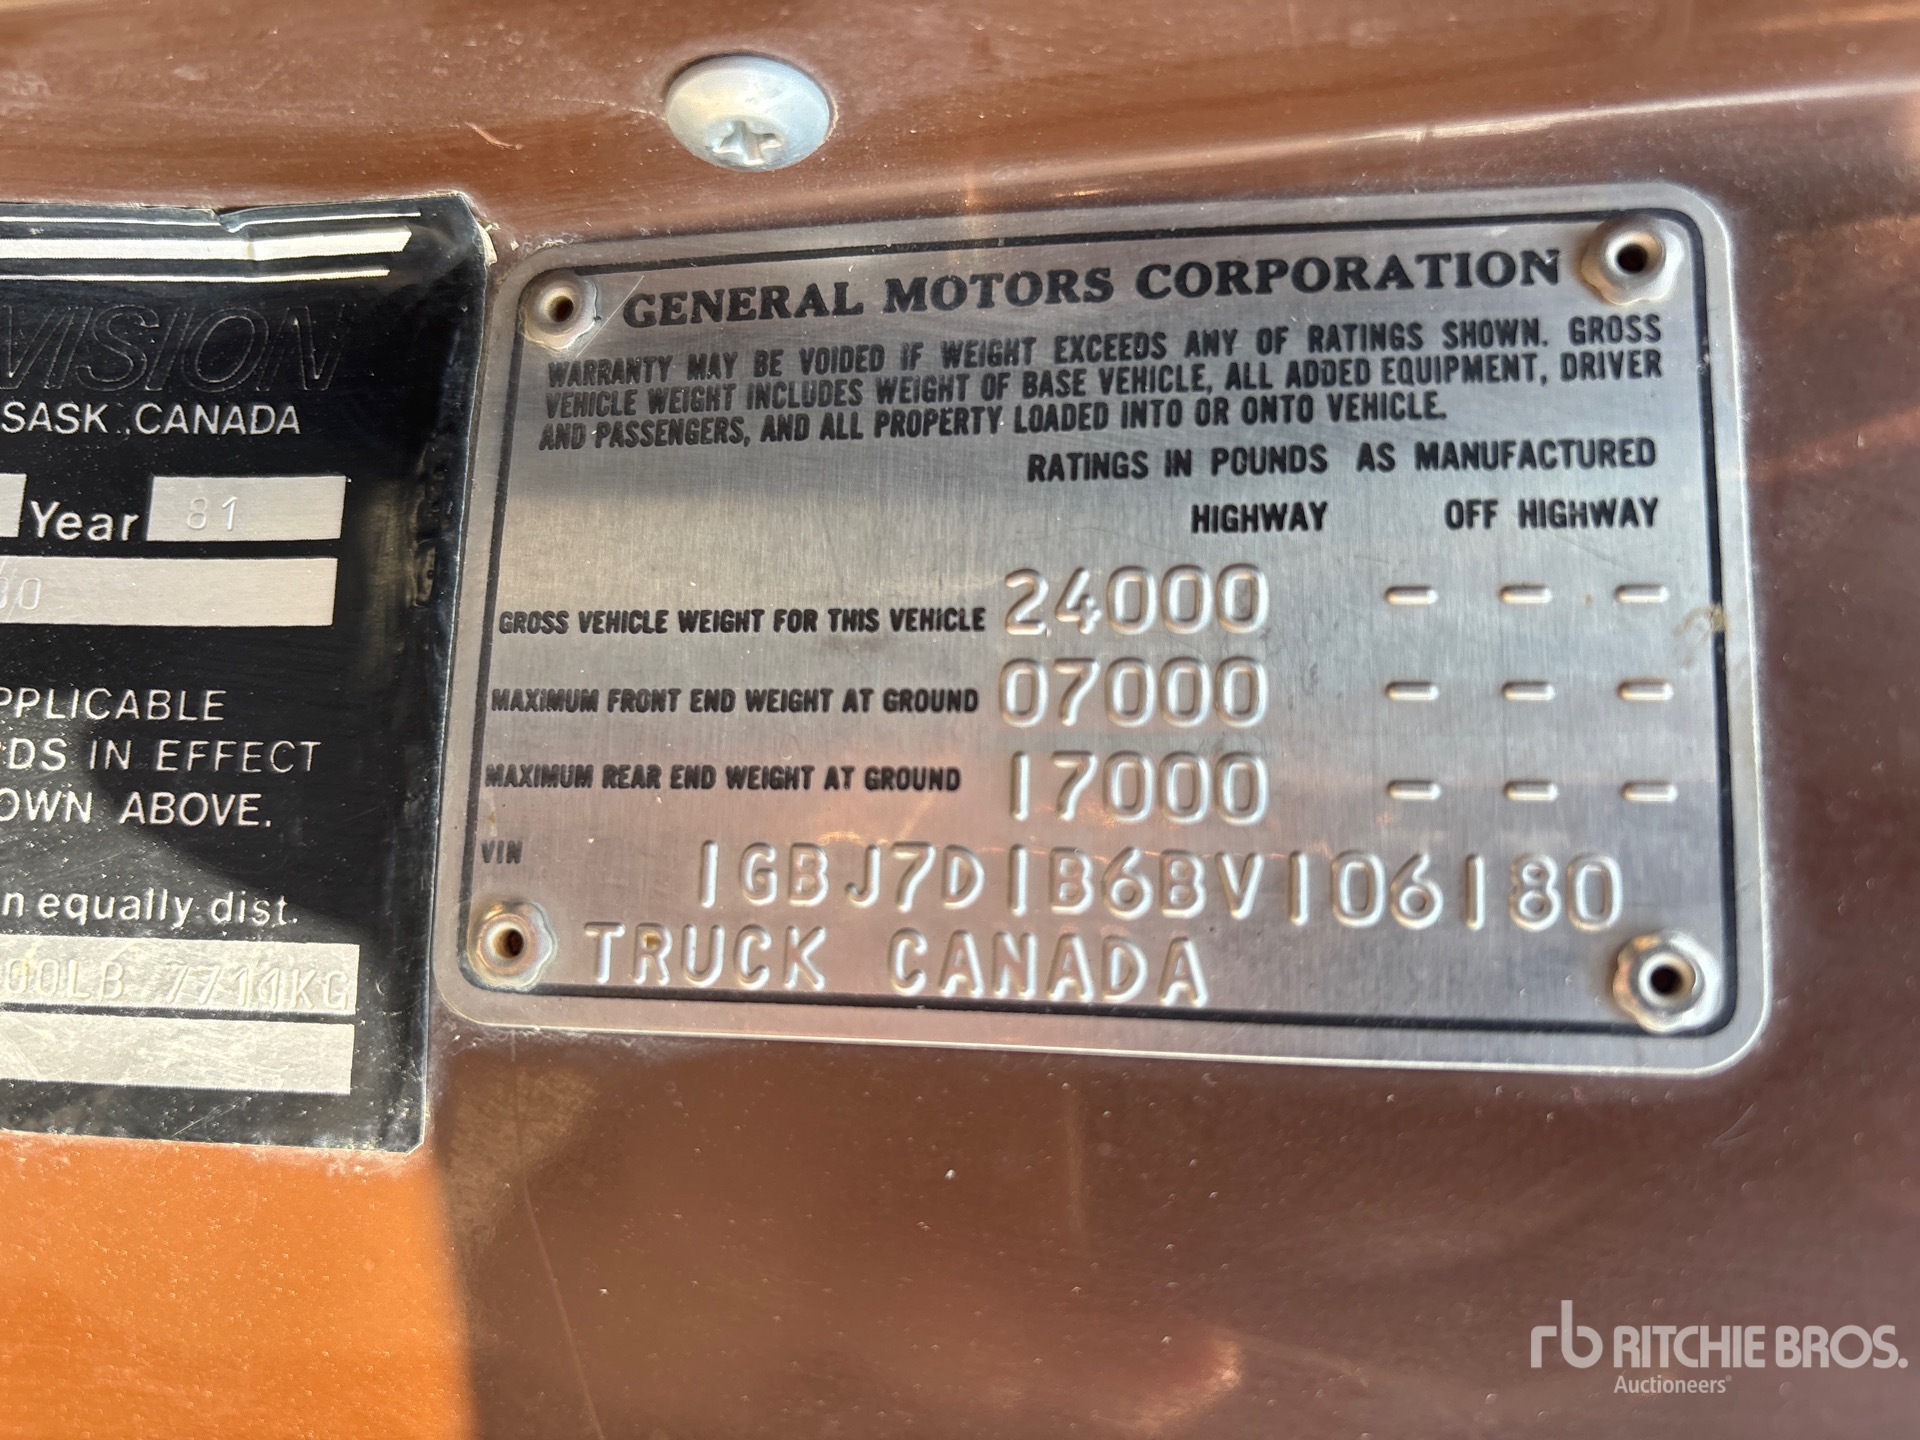 VISION
SASK. CANADA
Year 81
30
PPLICABLE
DS IN EFFECT
OWN ABOVE.
n equally dist.
00LB 7711KG
GENERAL MOTORS CORPORATION
WARRANTY MAY BE VOIDED IF WEIGHT EXCEEDS ANY OF RATINGS SHOWN. GROSS
VEHICLE WEIGHT INCLUDES WEIGHT OF BASE VEHICLE, ALL ADDED EQUIPMENT, DRIVER
AND PASSENGERS, AND ALL PROPERTY LOADED INTO OR ONTO VEHICLE.
RATINGS IN POUNDS AS MANUFACTURED
HIGHWAY OFF HIGHWAY
GROSS VEHICLE WEIGHT FOR THIS VEHICLE 24000 - - -
MAXIMUM FRONT END WEIGHT AT GROUND 07000 - - -
MAXIMUM REAR END WEIGHT AT GROUND 17000 - - -
VIN 1GBJ7D1B6BV106180
TRUCK CANADA
rb RITCHIE BROS.
Auctioneers